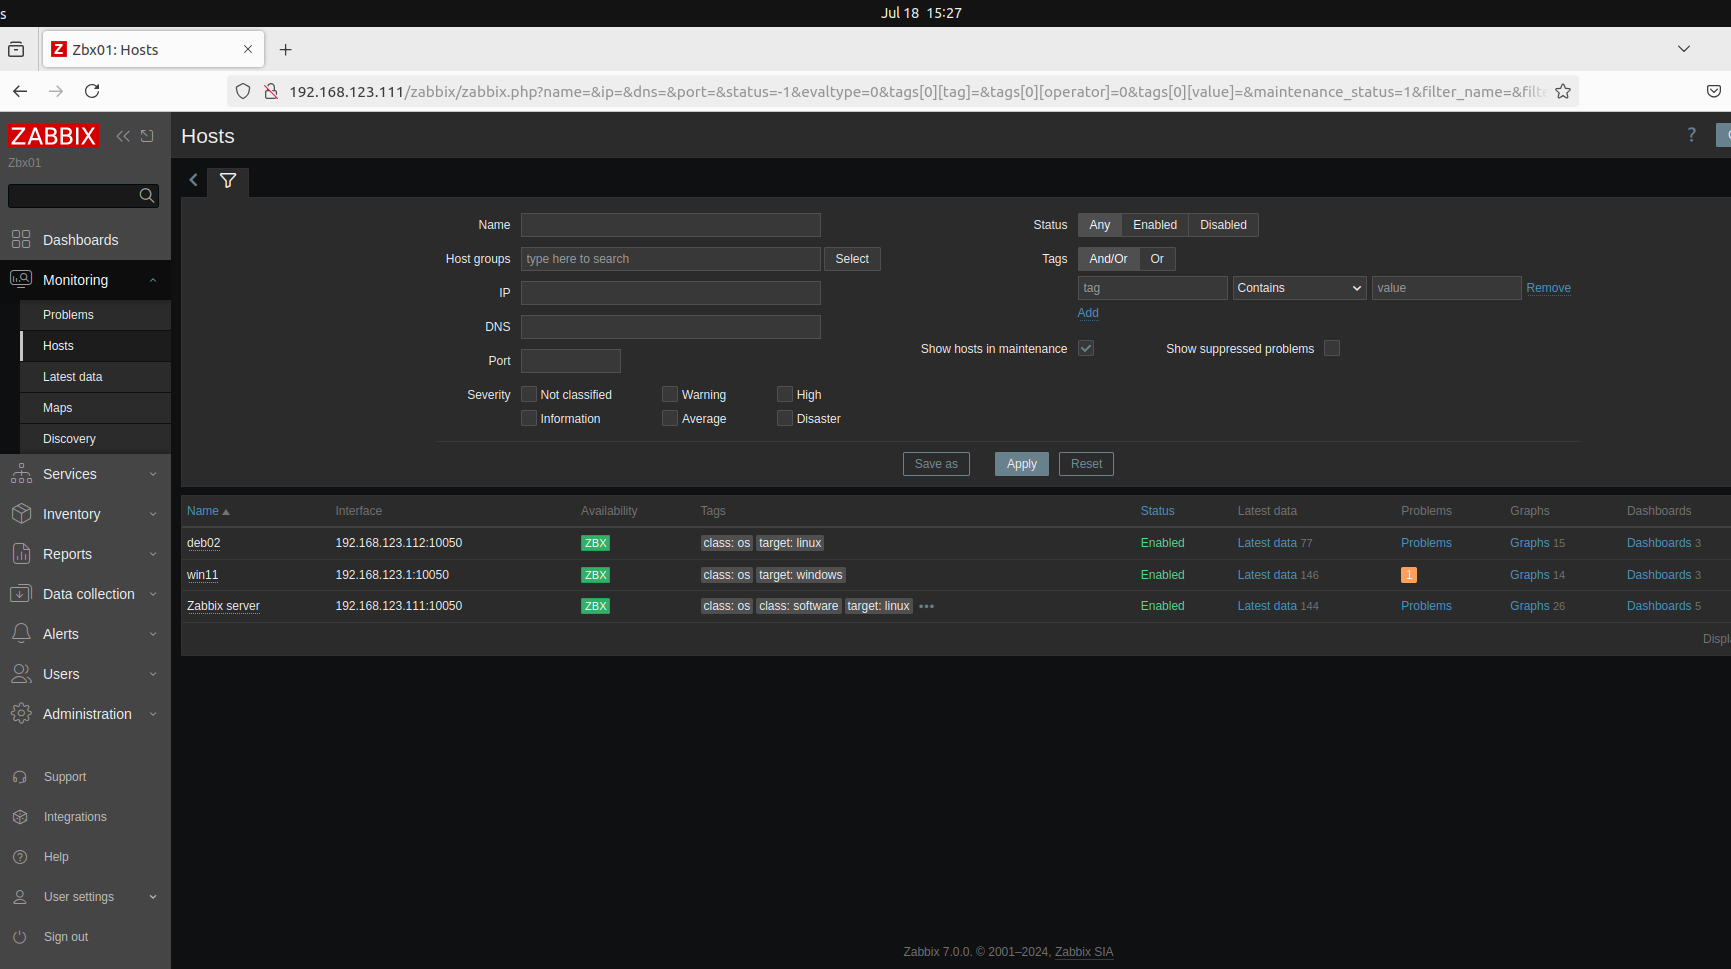 s
Jul 18 15:27
Zbx01: Hosts
192.168.123.111/zabbix/zabbix.php?name=&ip=&dns=&port=&status=-1&evaltype=0&tags[0][tag]=&tags[0][operator]=0&tags[0][value]=&maintenance_status=1&filter_name=&filte
ZABBIX
Zbx01
Hosts
?
Dashboards
Monitoring
Problems
Hosts
Latest data
Maps
Discovery
Services
Inventory
Reports
Data collection
Alerts
Users
Administration
Support
Integrations
Help
User settings
Sign out
Name
Host groups type here to search Select
IP
DNS
Port
Severity Not classified Warning High
Information Average Disaster
Status Any Enabled Disabled
Tags And/Or Or
tag Contains value Remove
Add
Show hosts in maintenance Show suppressed problems
Save as Apply Reset
Name Interface Availability Tags Status Latest data Problems Graphs Dashboards
deb02 192.168.123.112:10050 ZBX class: os target: linux Enabled Latest data 77 Problems Graphs 15 Dashboards 3
win11 192.168.123.1:10050 ZBX class: os target: windows Enabled Latest data 146 1 Graphs 14 Dashboards 3
Zabbix server 192.168.123.111:10050 ZBX class: os class: software target: linux ••• Enabled Latest data 144 Problems Graphs 26 Dashboards 5
Displ
Zabbix 7.0.0. © 2001–2024, Zabbix SIA